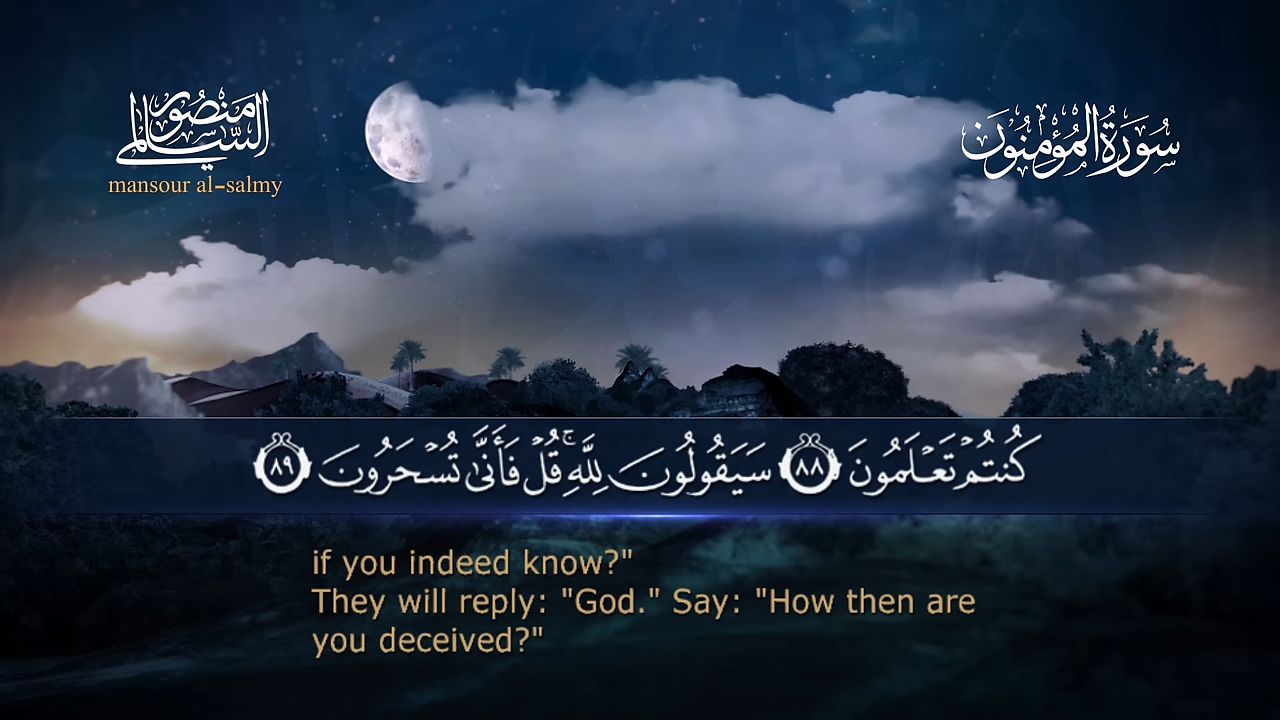 منصور السالمي
mansour al-salmy
سُورَةُ المُؤْمِنُون
كُنتُمْ تَعْلَمُونَ ٨٨ سَيَقُولُونَ لِلَّهِ ۚ قُلْ فَأَنَّىٰ تُسْحَرُونَ ٨٩
if you indeed know?"
They will reply: "God." Say: "How then are
you deceived?"